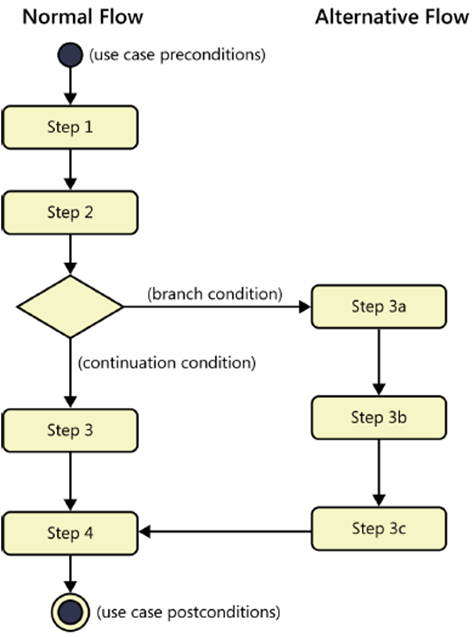 Normal Flow
Alternative Flow
(use case preconditions)
Step 1
Step 2
(branch condition)
Step 3a
(continuation condition)
Step 3
Step 3b
Step 4
Step 3c
(use case postconditions)